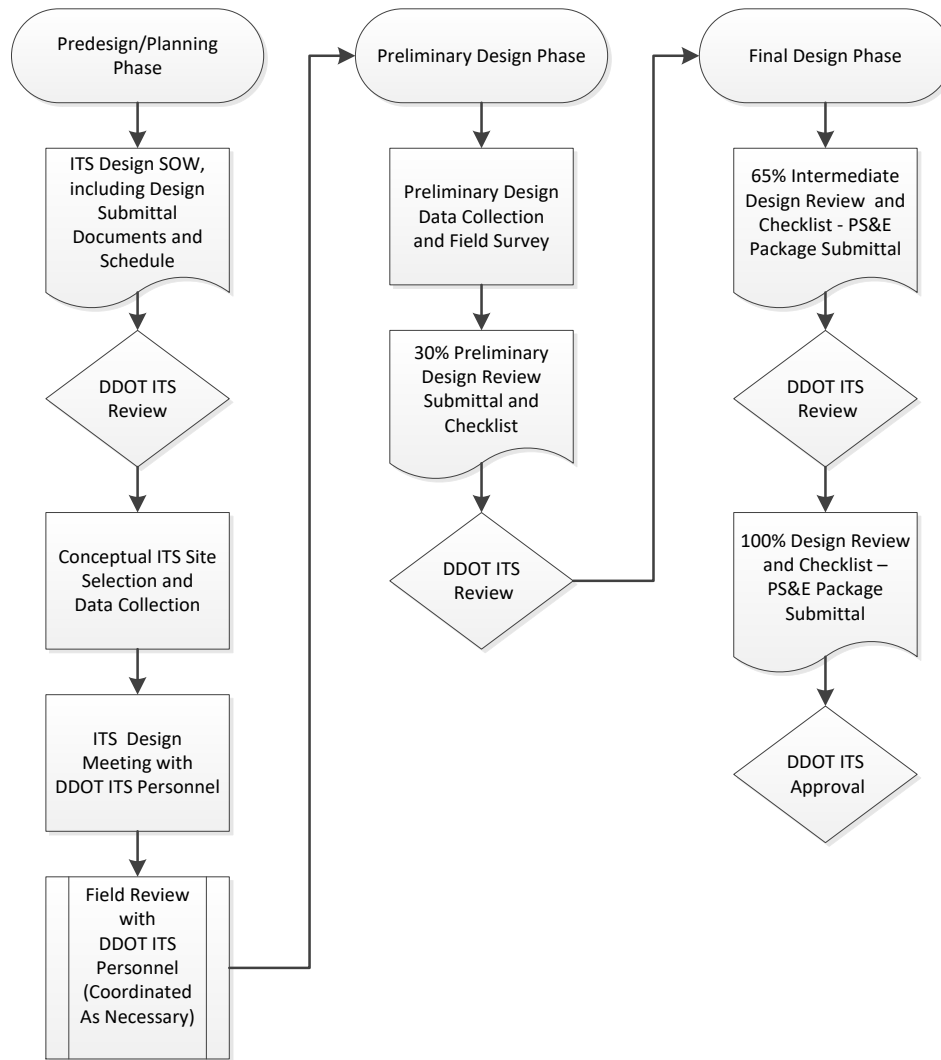 Predesign/Planning
Phase
ITS Design SOW,
including Design
Submittal
Documents and
Schedule
DDOT ITS
Review
Conceptual ITS Site
Selection and
Data Collection
ITS Design
Meeting with
DDOT ITS Personnel
Field Review
with
DDOT ITS
Personnel
(Coordinated
As Necessary)
Preliminary Design Phase
Preliminary Design
Data Collection
and Field Survey
30% Preliminary
Design Review
Submittal and
Checklist
DDOT ITS
Review
Final Design Phase
65% Intermediate
Design Review and
Checklist - PS&E
Package Submittal
DDOT ITS
Review
100% Design Review
and Checklist –
PS&E Package
Submittal
DDOT ITS
Approval